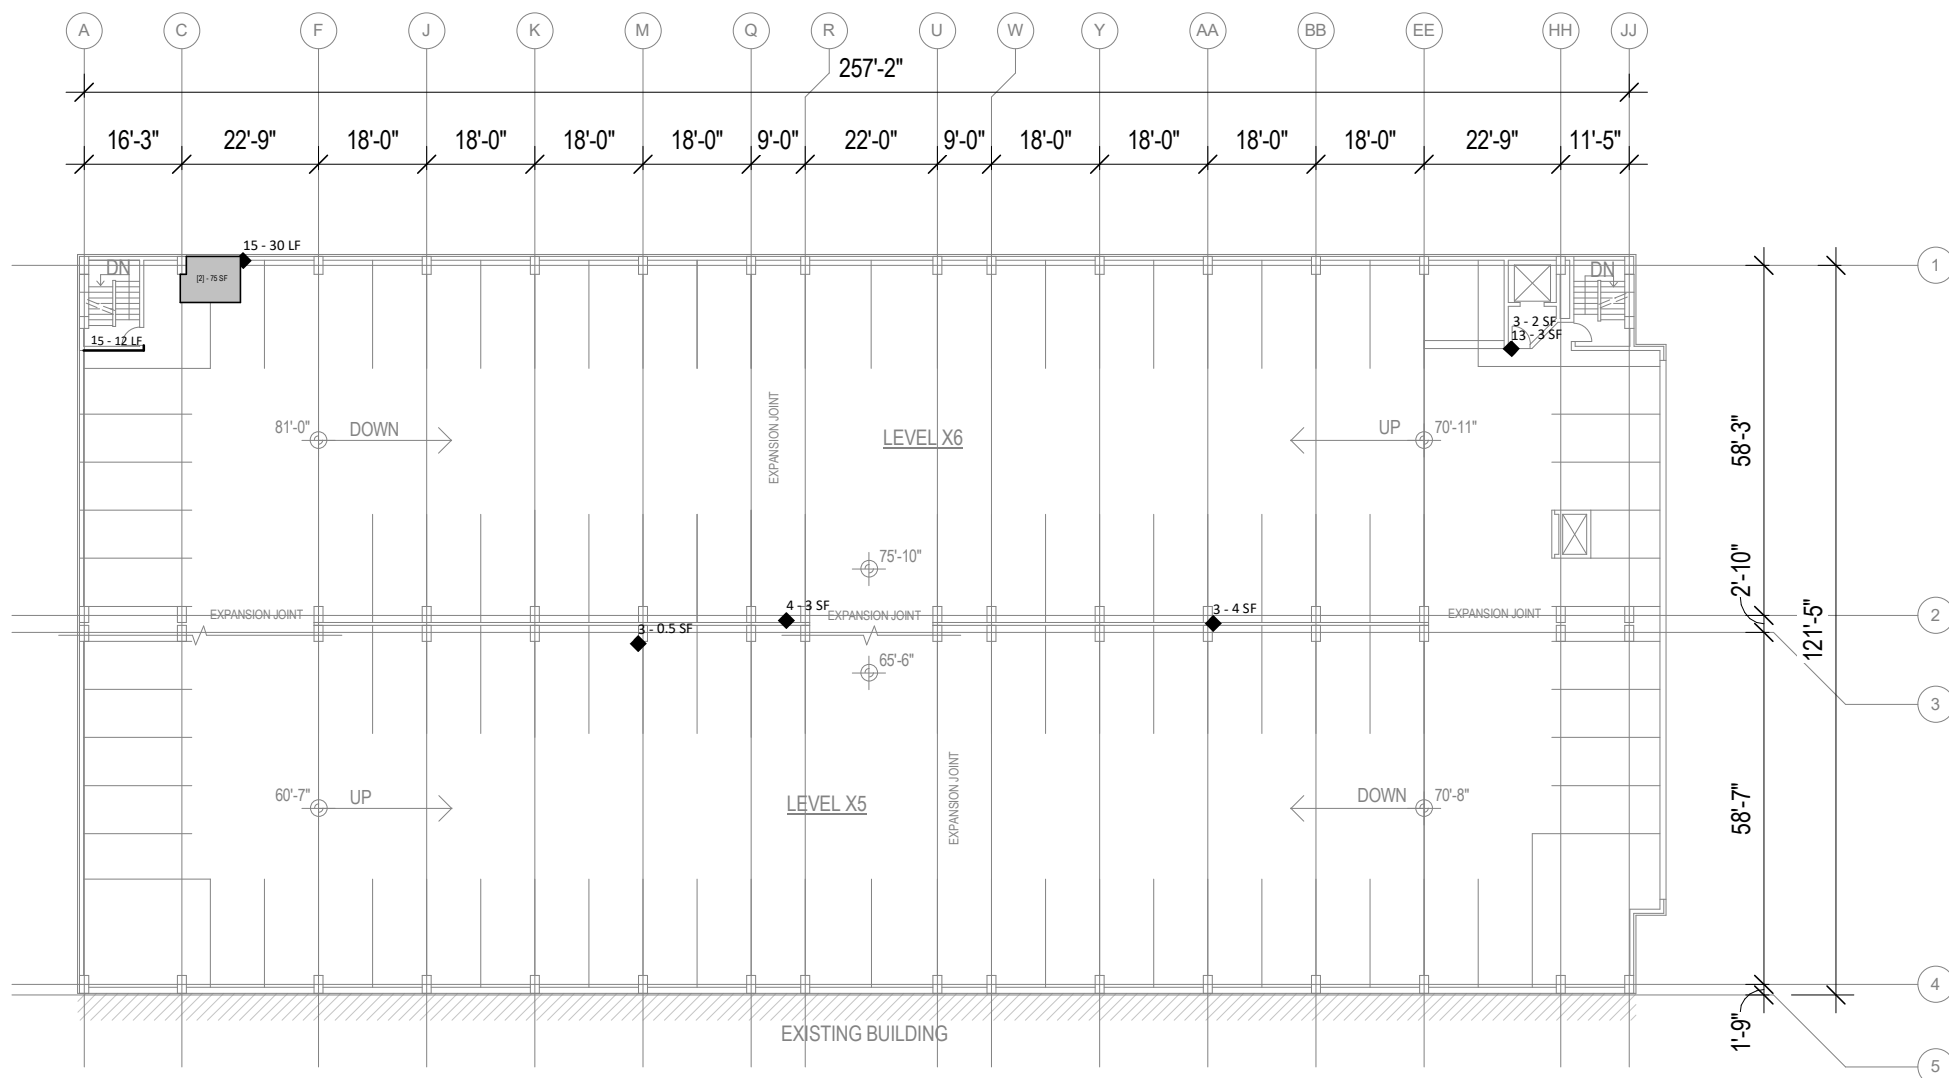 A C F J K M Q R U W Y AA BB EE HH JJ
257'-2"
16'-3" 22'-9" 18'-0" 18'-0" 18'-0" 18'-0" 9'-0" 22'-0" 9'-0" 18'-0" 18'-0" 18'-0" 18'-0" 22'-9" 11'-5"
15 - 30 LF
1
DN
[2] - 75 SF
DN
3 - 2 SF
13 - 3 SF
15 - 12 LF
EXPANSION JOINT
81'-0"
DOWN
LEVEL X6
UP
70'-11"
58'-3"
75'-10"
2'-10"
EXPANSION JOINT
4 - 3 SF
EXPANSION JOINT
3 - 4 SF
EXPANSION JOINT
2
3 - 0.5 SF
121'-5"
65'-6"
3
60'-7"
UP
LEVEL X5
EXPANSION JOINT
DOWN
70'-8"
58'-7"
4
EXISTING BUILDING
1'-9"
5